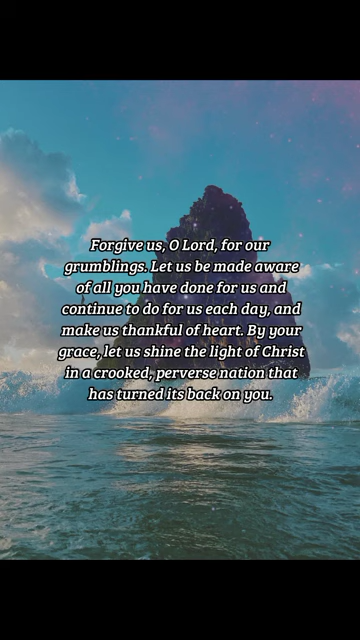 Forgive us, O Lord, for our
grumblings. Let us be made aware
of all you have done for us and
continue to do for us each day, and
make us thankful of heart. By your
grace, let us shine the light of Christ
in a crooked, perverse nation that
has turned its back on you.